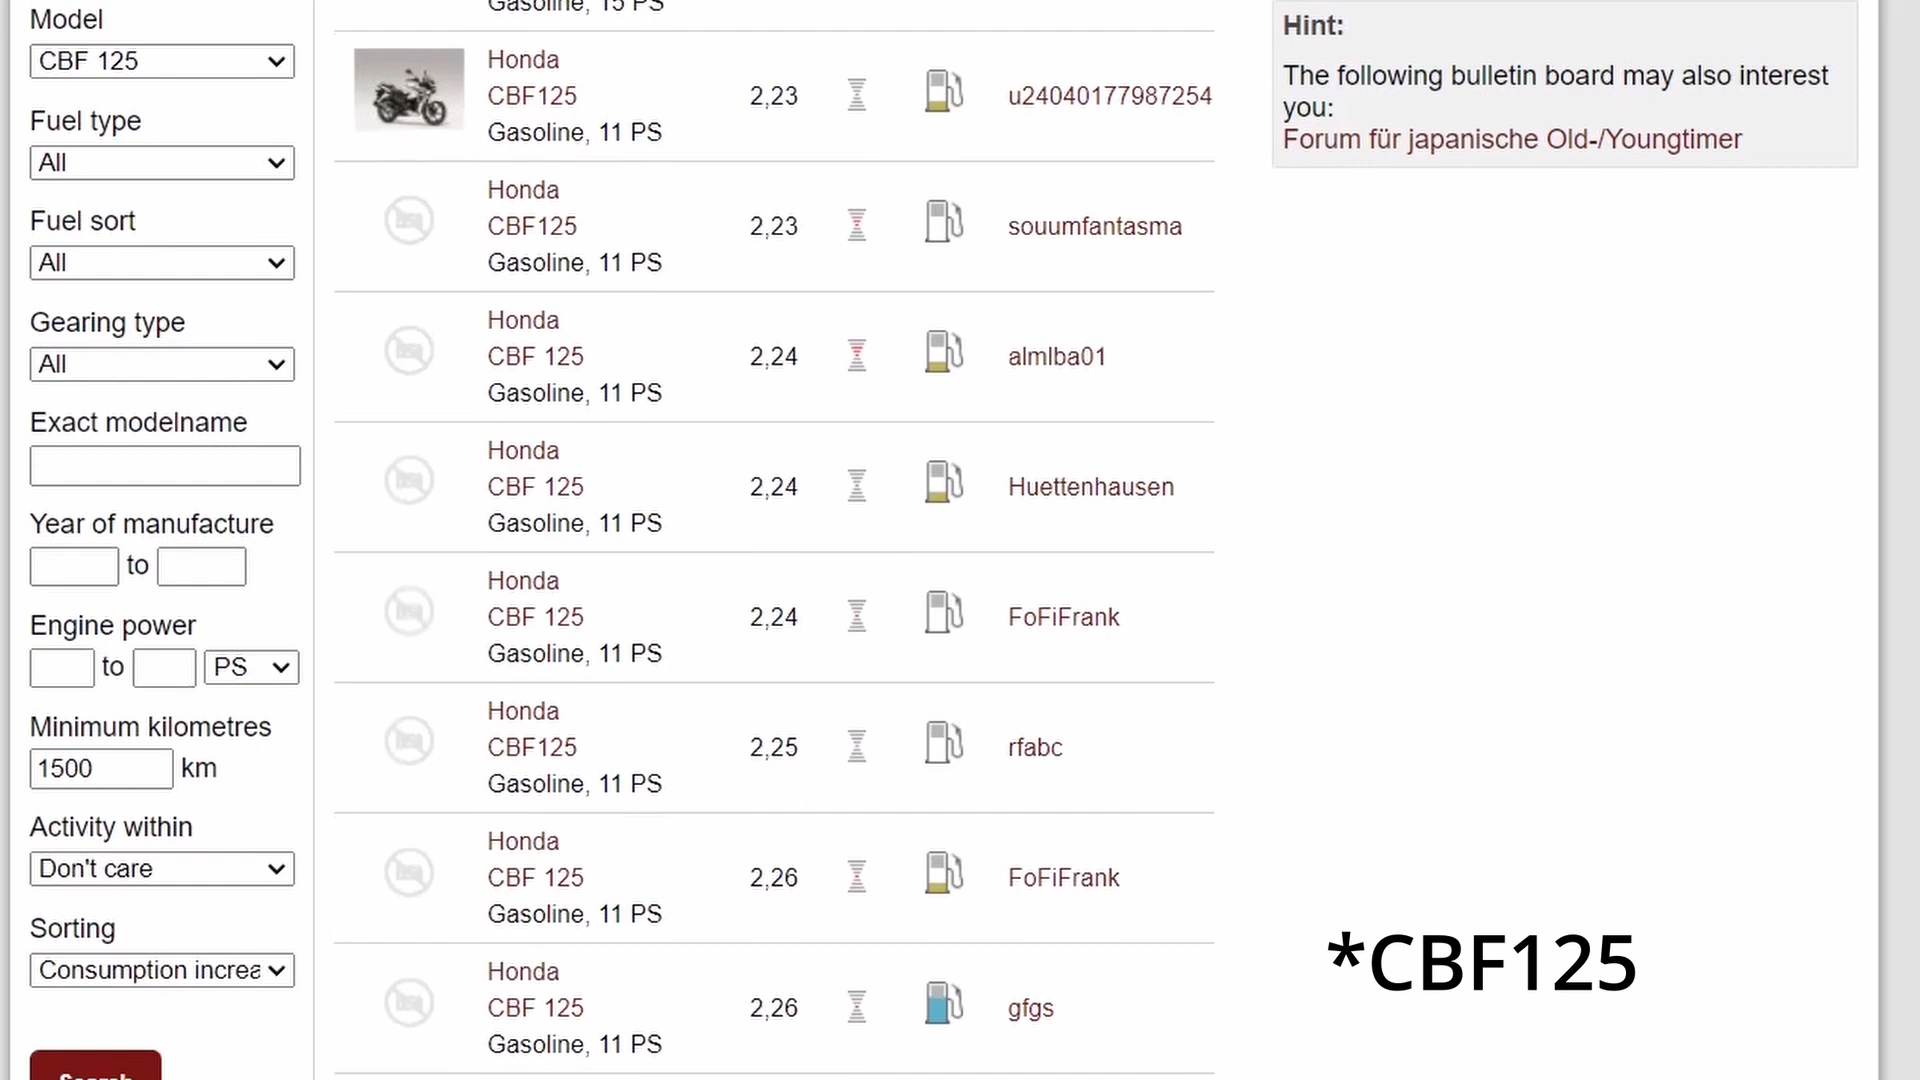 Model
CBF 125
Fuel type
All
Fuel sort
All
Gearing type
All
Exact modelname
Year of manufacture
to
Engine power
to PS
Minimum kilometres
1500 km
Activity within
Don't care
Sorting
Consumption increa
Search
Gasoline, 15 PS
Honda
CBF125
Gasoline, 11 PS
2,23
u24040177987254
Honda
CBF125
Gasoline, 11 PS
2,23
souumfantasma
Honda
CBF 125
Gasoline, 11 PS
2,24
almlba01
Honda
CBF 125
Gasoline, 11 PS
2,24
Huettenhausen
Honda
CBF 125
Gasoline, 11 PS
2,24
FoFiFrank
Honda
CBF125
Gasoline, 11 PS
2,25
rfabc
Honda
CBF 125
Gasoline, 11 PS
2,26
FoFiFrank
Honda
CBF 125
Gasoline, 11 PS
2,26
gfgs
Hint:
The following bulletin board may also interest
you:
Forum für japanische Old-/Youngtimer
*CBF125